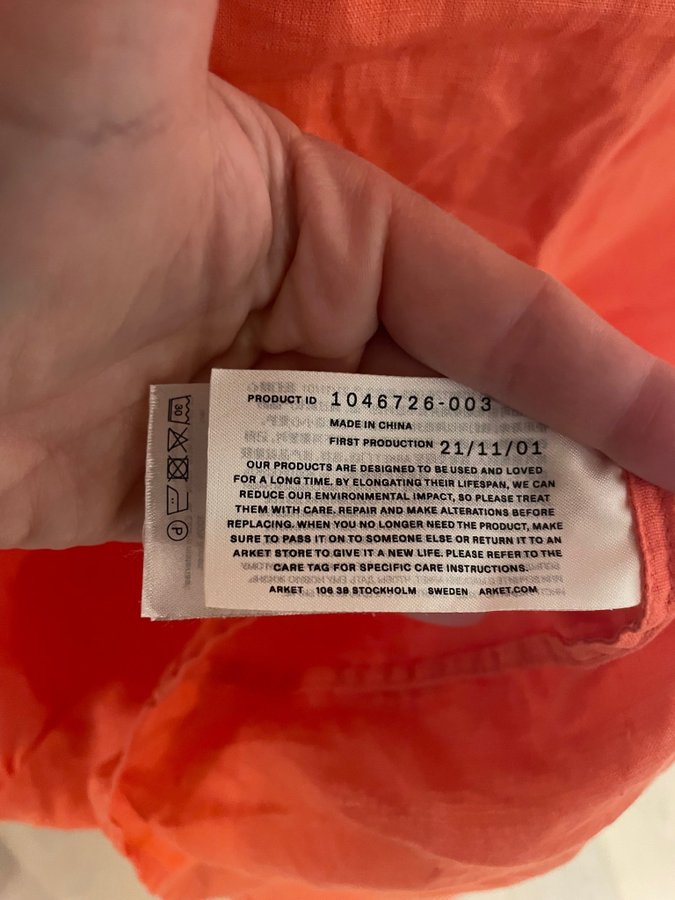 PRODUCT ID 1046726-003
MADE IN CHINA
FIRST PRODUCTION 21/11/01
OUR PRODUCTS ARE DESIGNED TO BE USED AND LOVED
FOR A LONG TIME. BY ELONGATING THEIR LIFESPAN, WE CAN
REDUCE OUR ENVIRONMENTAL IMPACT, SO PLEASE TREAT
THEM WITH CARE. REPAIR AND MAKE ALTERATIONS BEFORE
REPLACING. WHEN YOU NO LONGER NEED THE PRODUCT, MAKE
SURE TO PASS IT ON TO SOMEONE ELSE OR RETURN IT TO AN
ARKET STORE TO GIVE IT A NEW LIFE. PLEASE REFER TO THE
CARE TAG FOR SPECIFIC CARE INSTRUCTIONS.
ARKET 106 38 STOCKHOLM SWEDEN ARKET.COM
30
P